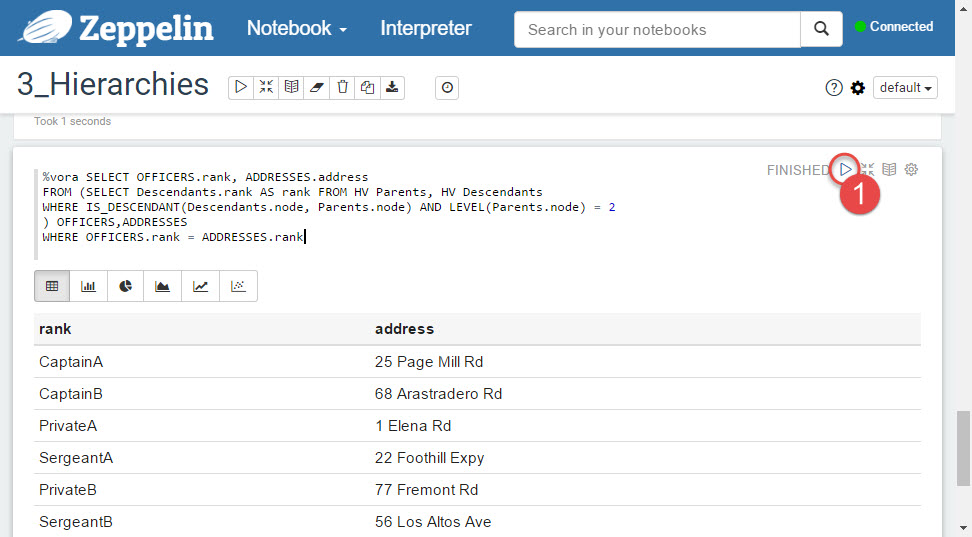 Zeppelin Notebook Interpreter Search in your notebooks Connected
3_Hierarchies default
Took 1 seconds
FINISHED
1
%vora SELECT OFFICERS.rank, ADDRESSES.address
FROM (SELECT Descendants.rank AS rank FROM HV Parents, HV Descendants
WHERE IS_DESCENDANT(Descendants.node, Parents.node) AND LEVEL(Parents.node) = 2
) OFFICERS,ADDRESSES
WHERE OFFICERS.rank = ADDRESSES.rank
rank address
CaptainA 25 Page Mill Rd
CaptainB 68 Arastradero Rd
PrivateA 1 Elena Rd
SergeantA 22 Foothill Expy
PrivateB 77 Fremont Rd
SergeantB 56 Los Altos Ave